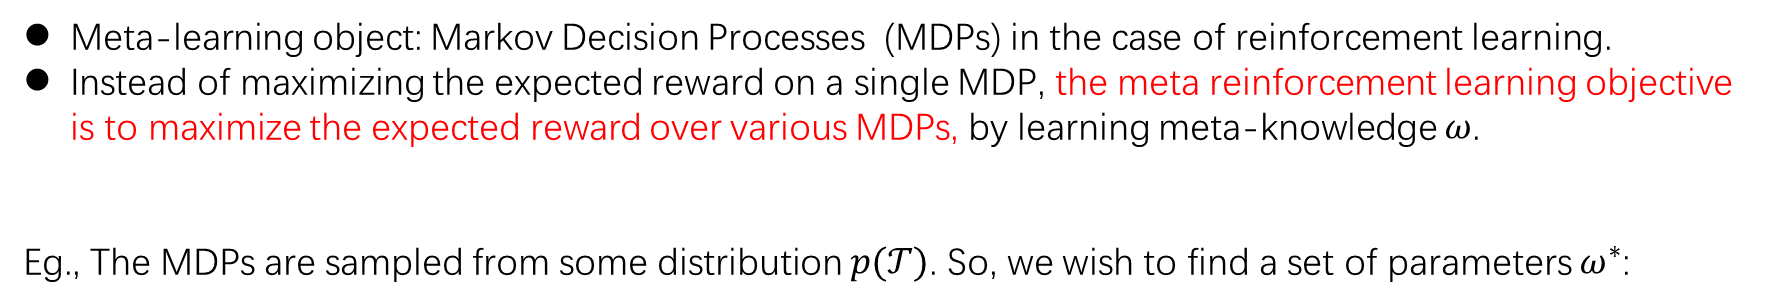 ● Meta-learning object: Markov Decision Processes (MDPs) in the case of reinforcement learning.
● Instead of maximizing the expected reward on a single MDP, the meta reinforcement learning objective
is to maximize the expected reward over various MDPs, by learning meta-knowledge ω.
Eg., The MDPs are sampled from some distribution p(𝒯). So, we wish to find a set of parameters ω*: